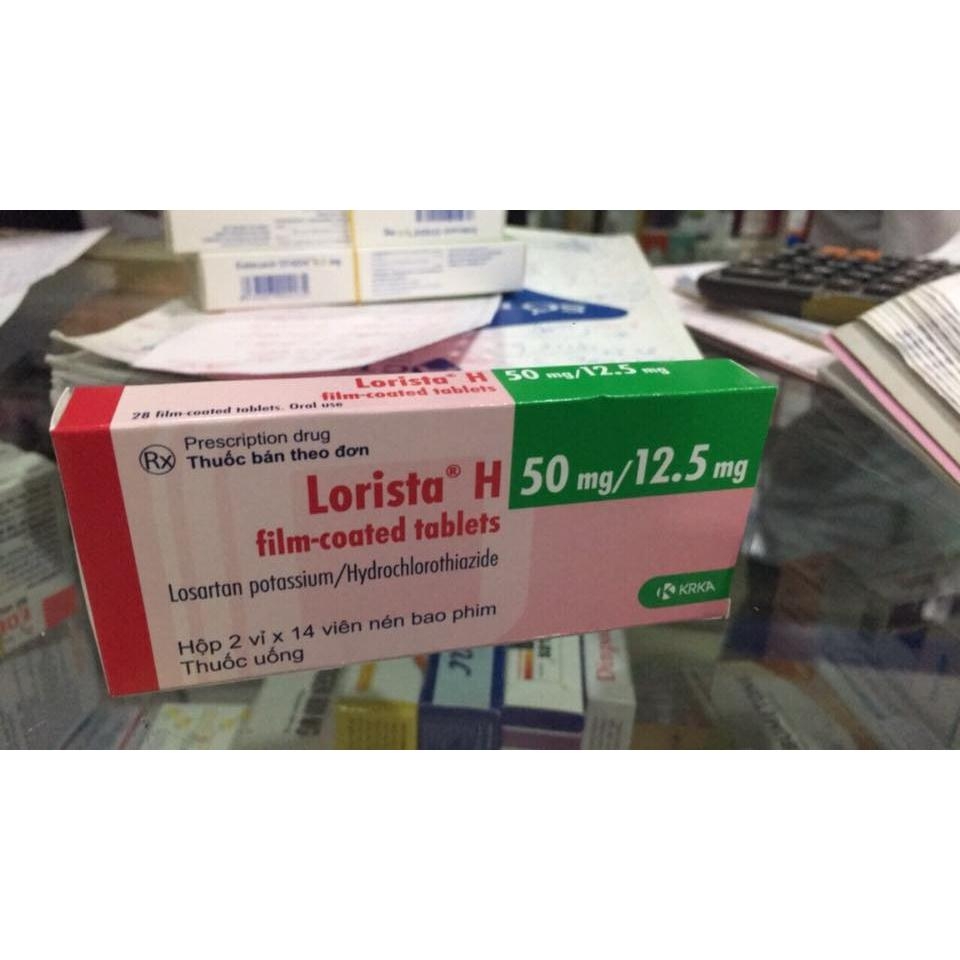 Lorista® H
50 mg/12.5 mg
film-coated tablets
28 film-coated tablets. Oral use
Rx
Prescription drug
Thuốc bán theo đơn
Lorista® H
50 mg/12.5 mg
film-coated tablets
Losartan potassium/Hydrochlorothiazide
KRKA
Hộp 2 vỉ x 14 viên nén bao phim
Thuốc uống